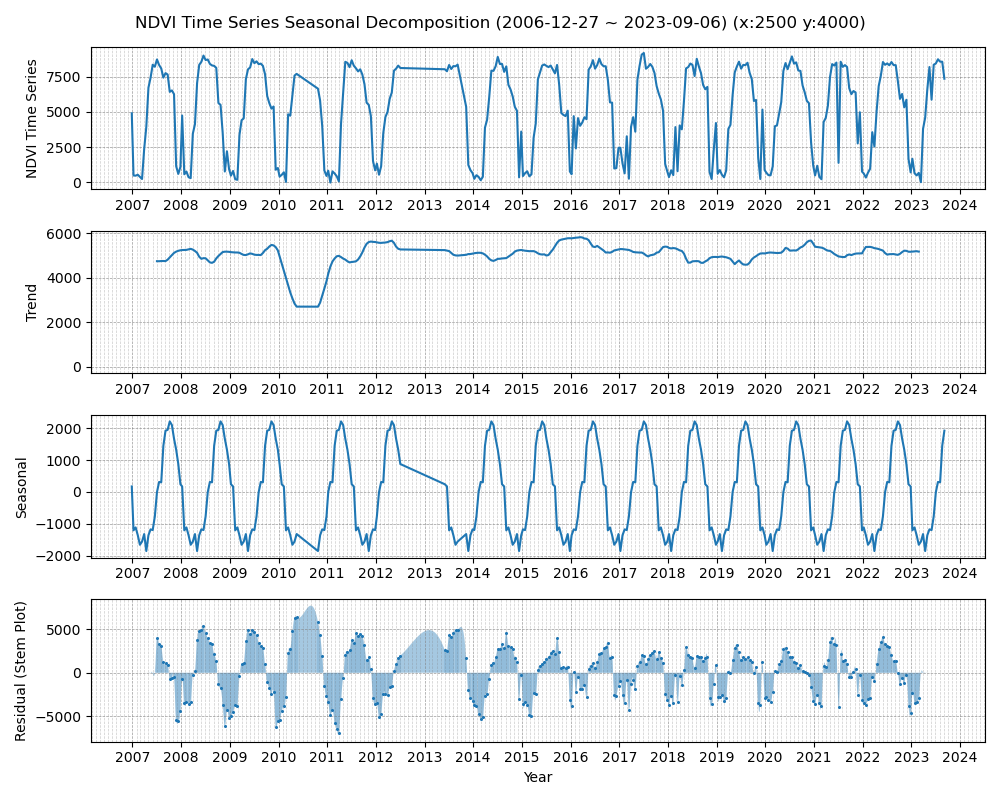 NDVI Time Series Seasonal Decomposition (2006-12-27 ~ 2023-09-06) (x:2500 y:4000)
NDVI Time Series
7500
5000
2500
0
2007 2008 2009 2010 2011 2012 2013 2014 2015 2016 2017 2018 2019 2020 2021 2022 2023 2024
Trend
6000
4000
2000
0
2007 2008 2009 2010 2011 2012 2013 2014 2015 2016 2017 2018 2019 2020 2021 2022 2023 2024
Seasonal
2000
1000
0
−1000
−2000
2007 2008 2009 2010 2011 2012 2013 2014 2015 2016 2017 2018 2019 2020 2021 2022 2023 2024
Residual (Stem Plot)
5000
0
−5000
2007 2008 2009 2010 2011 2012 2013 2014 2015 2016 2017 2018 2019 2020 2021 2022 2023 2024
Year